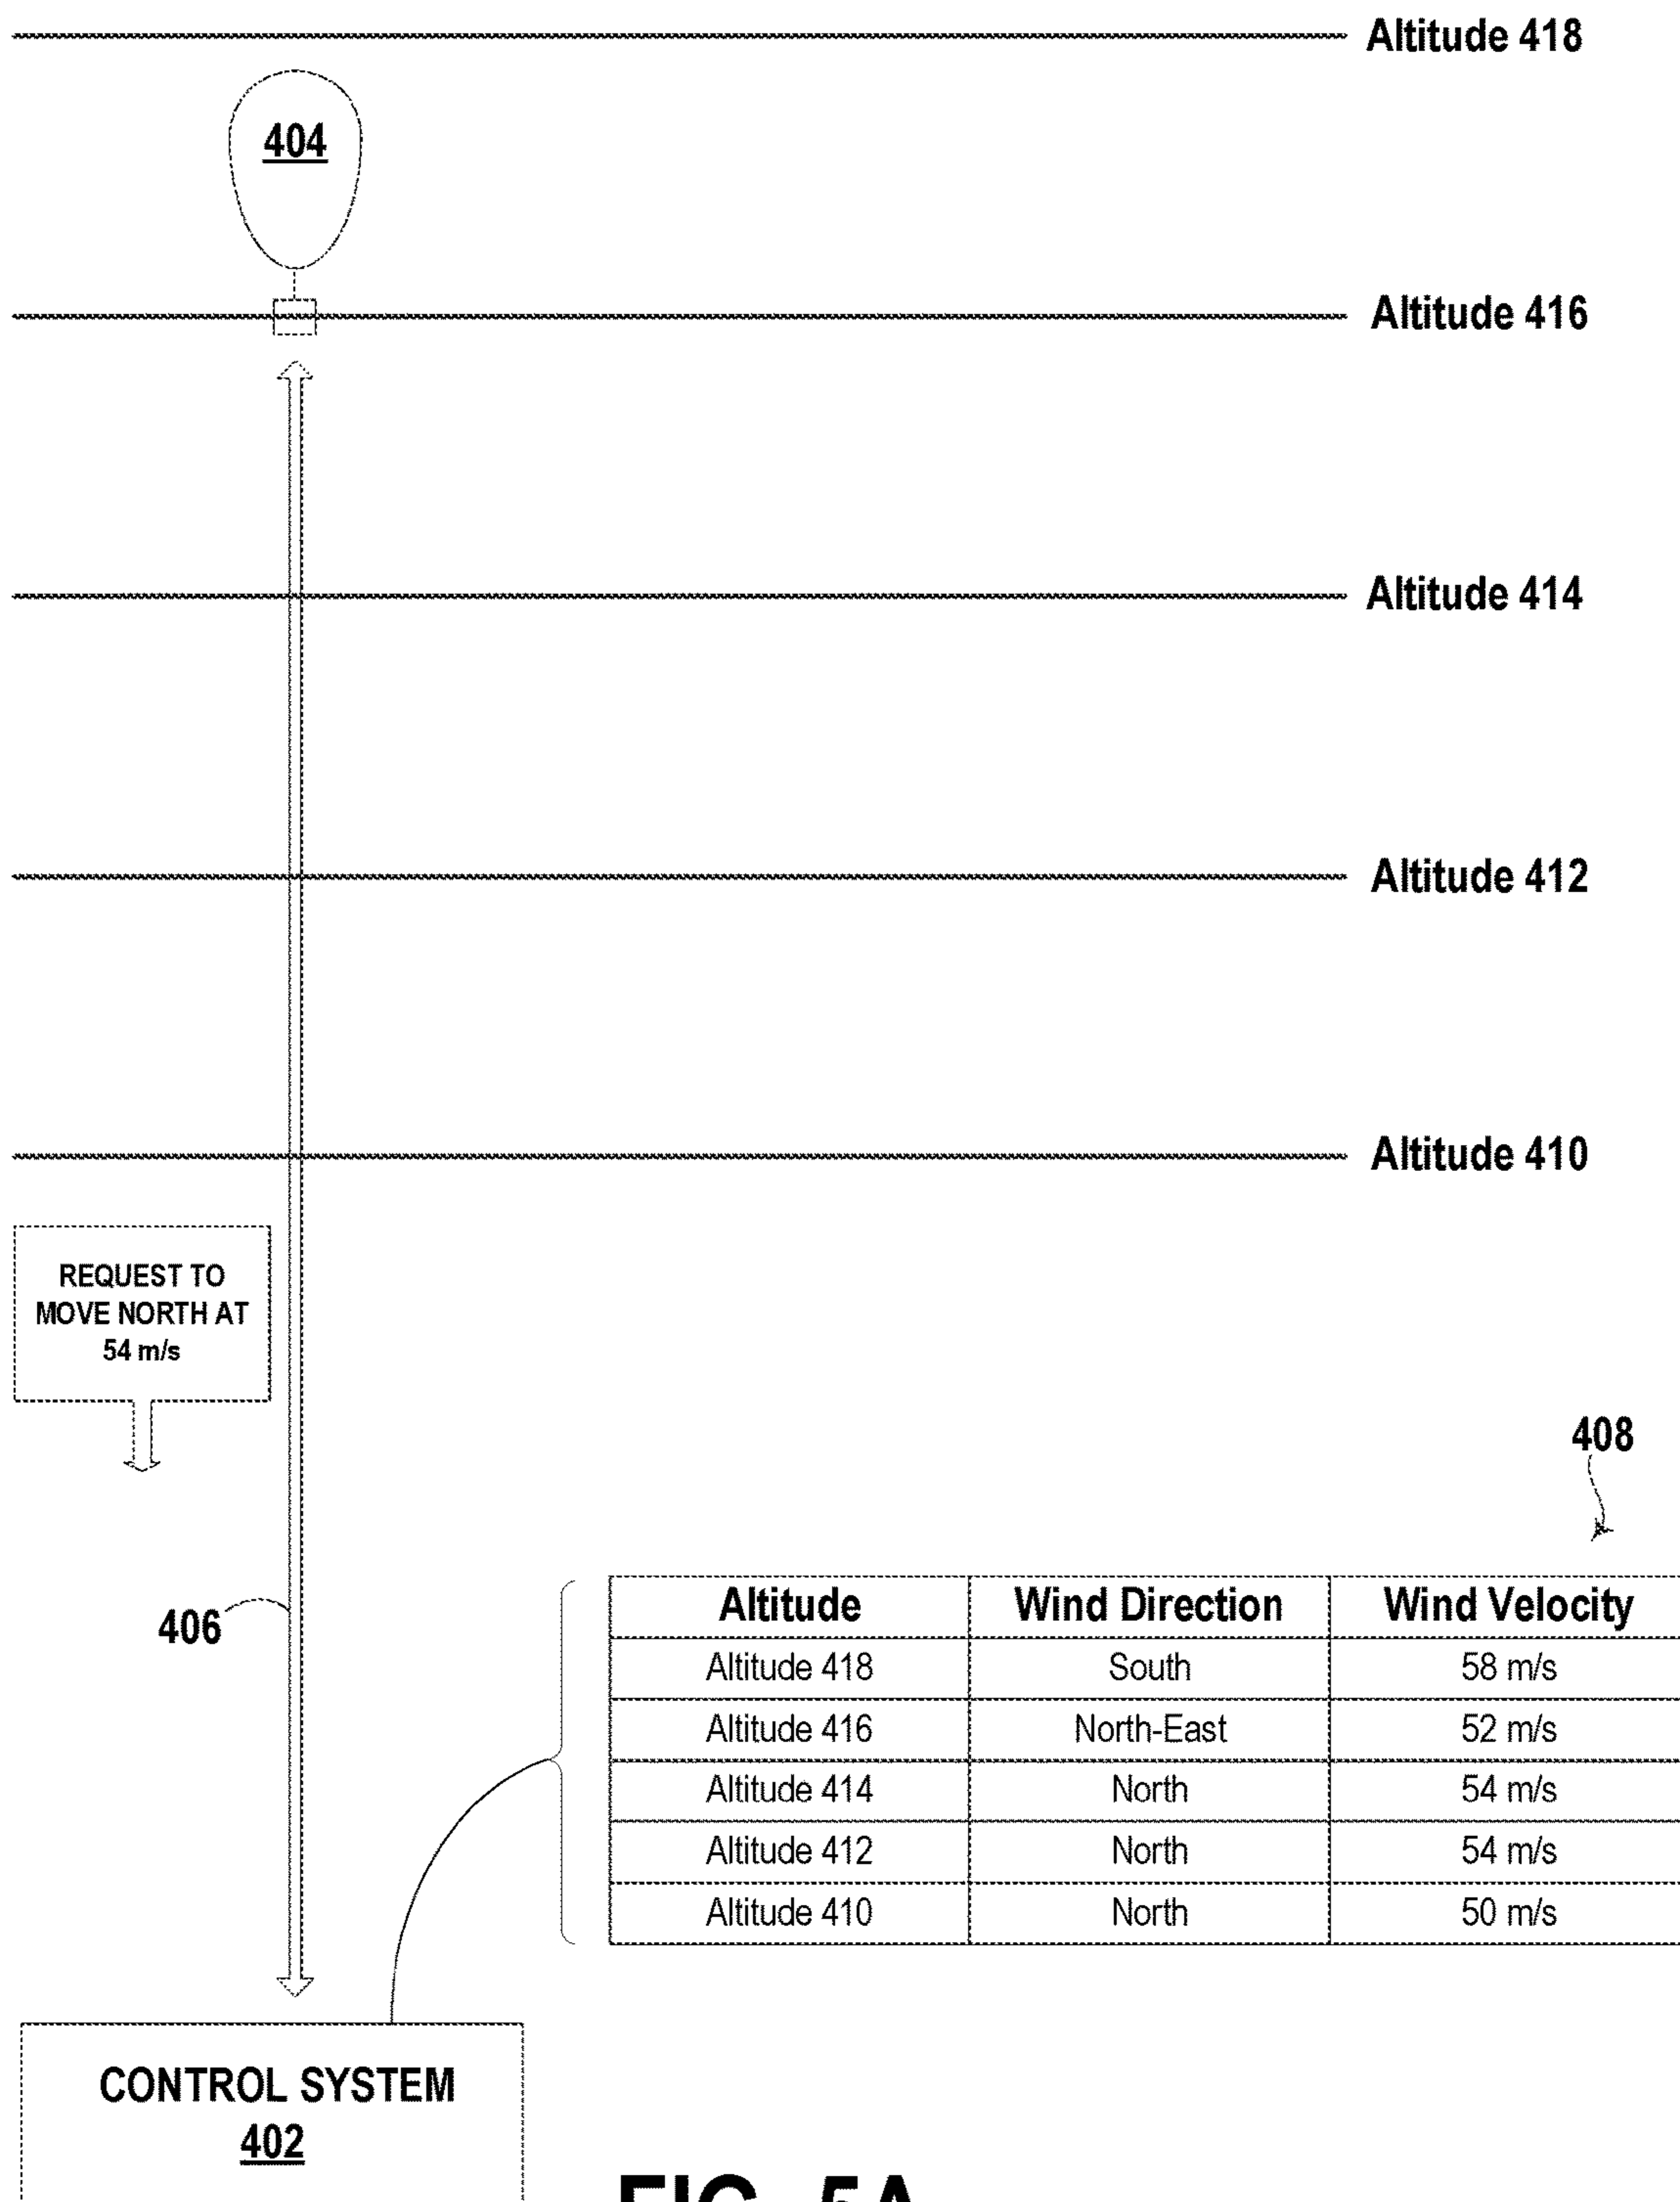 Altitude 418
404
Altitude 416
Altitude 414
Altitude 412
Altitude 410
REQUEST TO
MOVE NORTH AT
54 m/s
408
406
Altitude Wind Direction Wind Velocity
Altitude 418 South 58 m/s
Altitude 416 North-East 52 m/s
Altitude 414 North 54 m/s
Altitude 412 North 54 m/s
Altitude 410 North 50 m/s
CONTROL SYSTEM
402
FIG. 5A